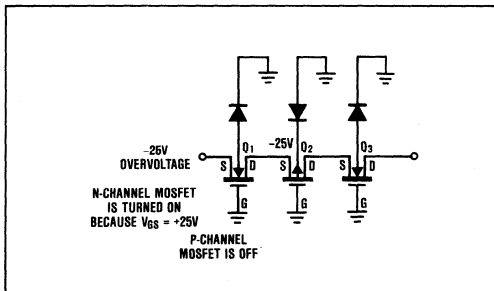 -25V
OVERVOLTAGE
Q1
-25V
Q2
Q3
S
D
S
D
S
D
N-CHANNEL MOSFET
IS TURNED ON
BECAUSE VGS = +25V
G
G
G
P-CHANNEL
MOSFET IS OFF